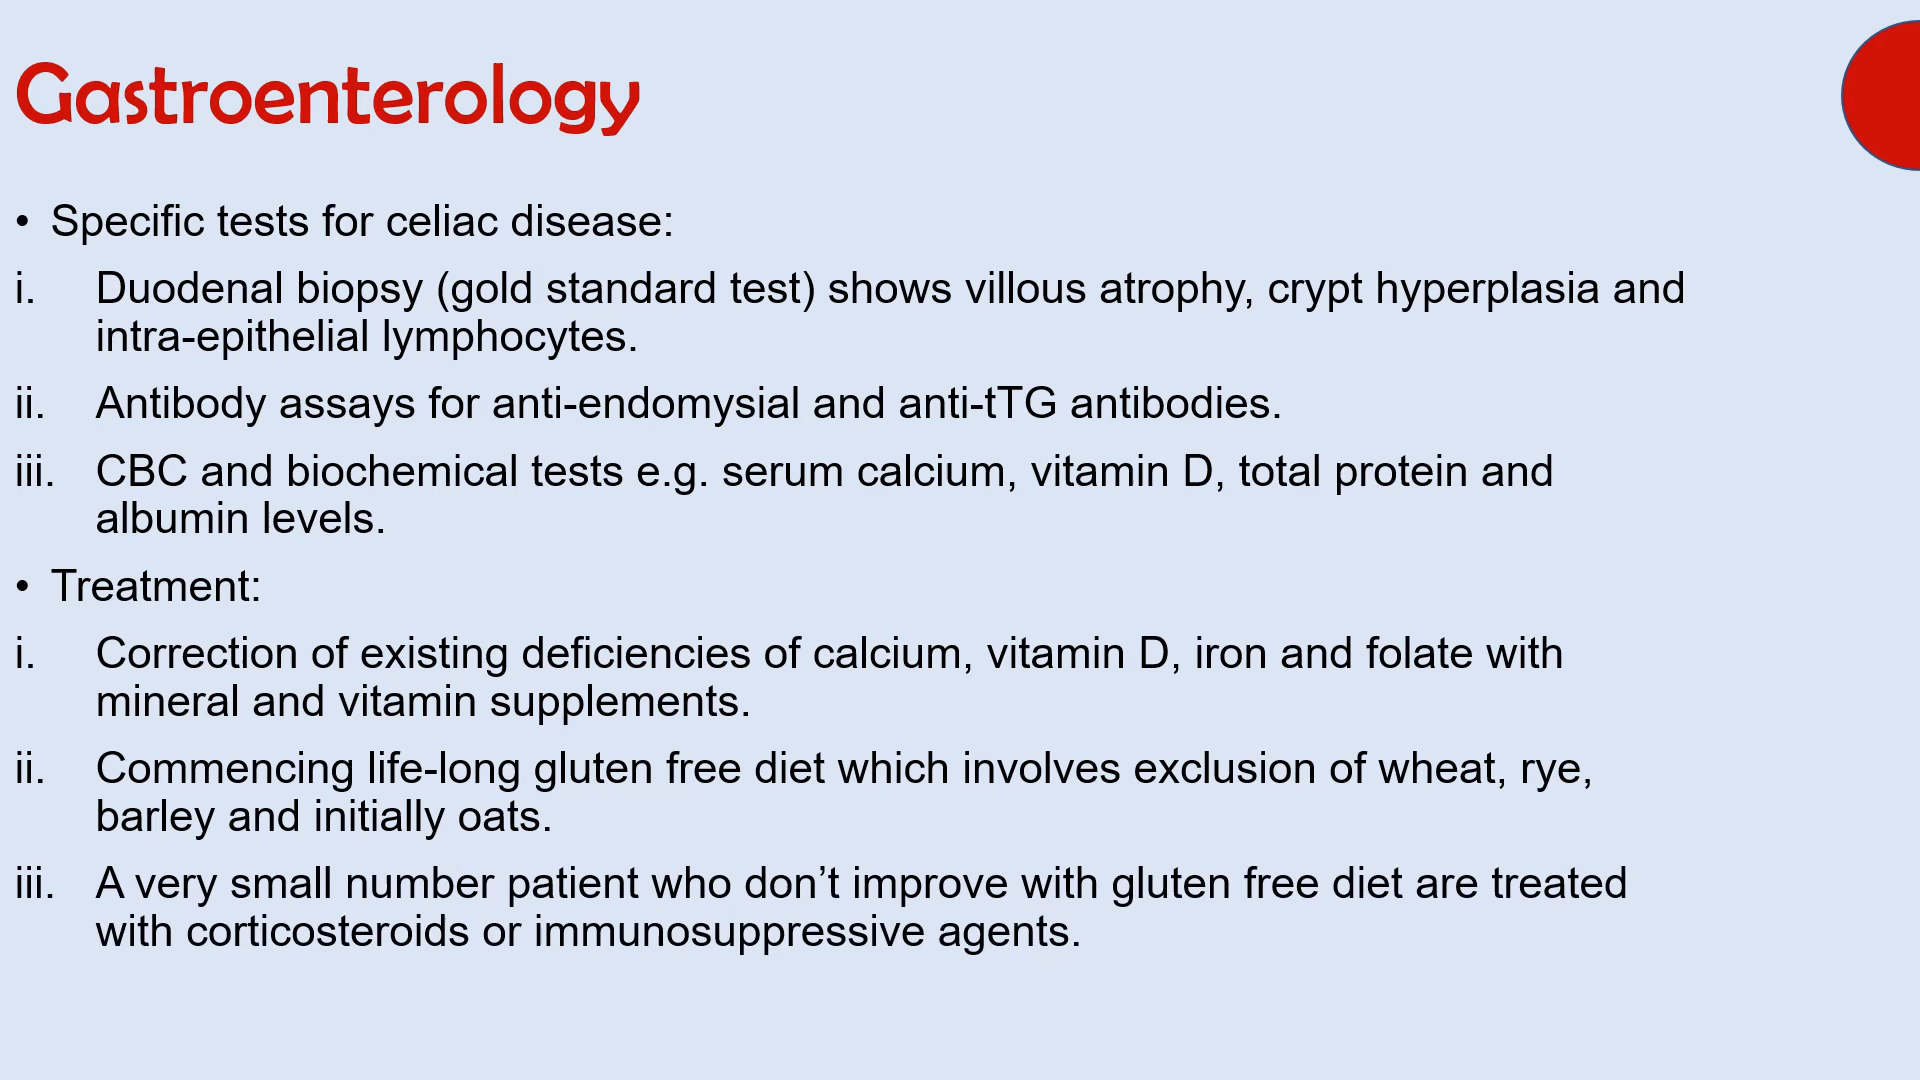 Gastroenterology
• Specific tests for celiac disease:
i. Duodenal biopsy (gold standard test) shows villous atrophy, crypt hyperplasia and
intra-epithelial lymphocytes.
ii. Antibody assays for anti-endomysial and anti-tTG antibodies.
iii. CBC and biochemical tests e.g. serum calcium, vitamin D, total protein and
albumin levels.
• Treatment:
i. Correction of existing deficiencies of calcium, vitamin D, iron and folate with
mineral and vitamin supplements.
ii. Commencing life-long gluten free diet which involves exclusion of wheat, rye,
barley and initially oats.
iii. A very small number patient who don’t improve with gluten free diet are treated
with corticosteroids or immunosuppressive agents.